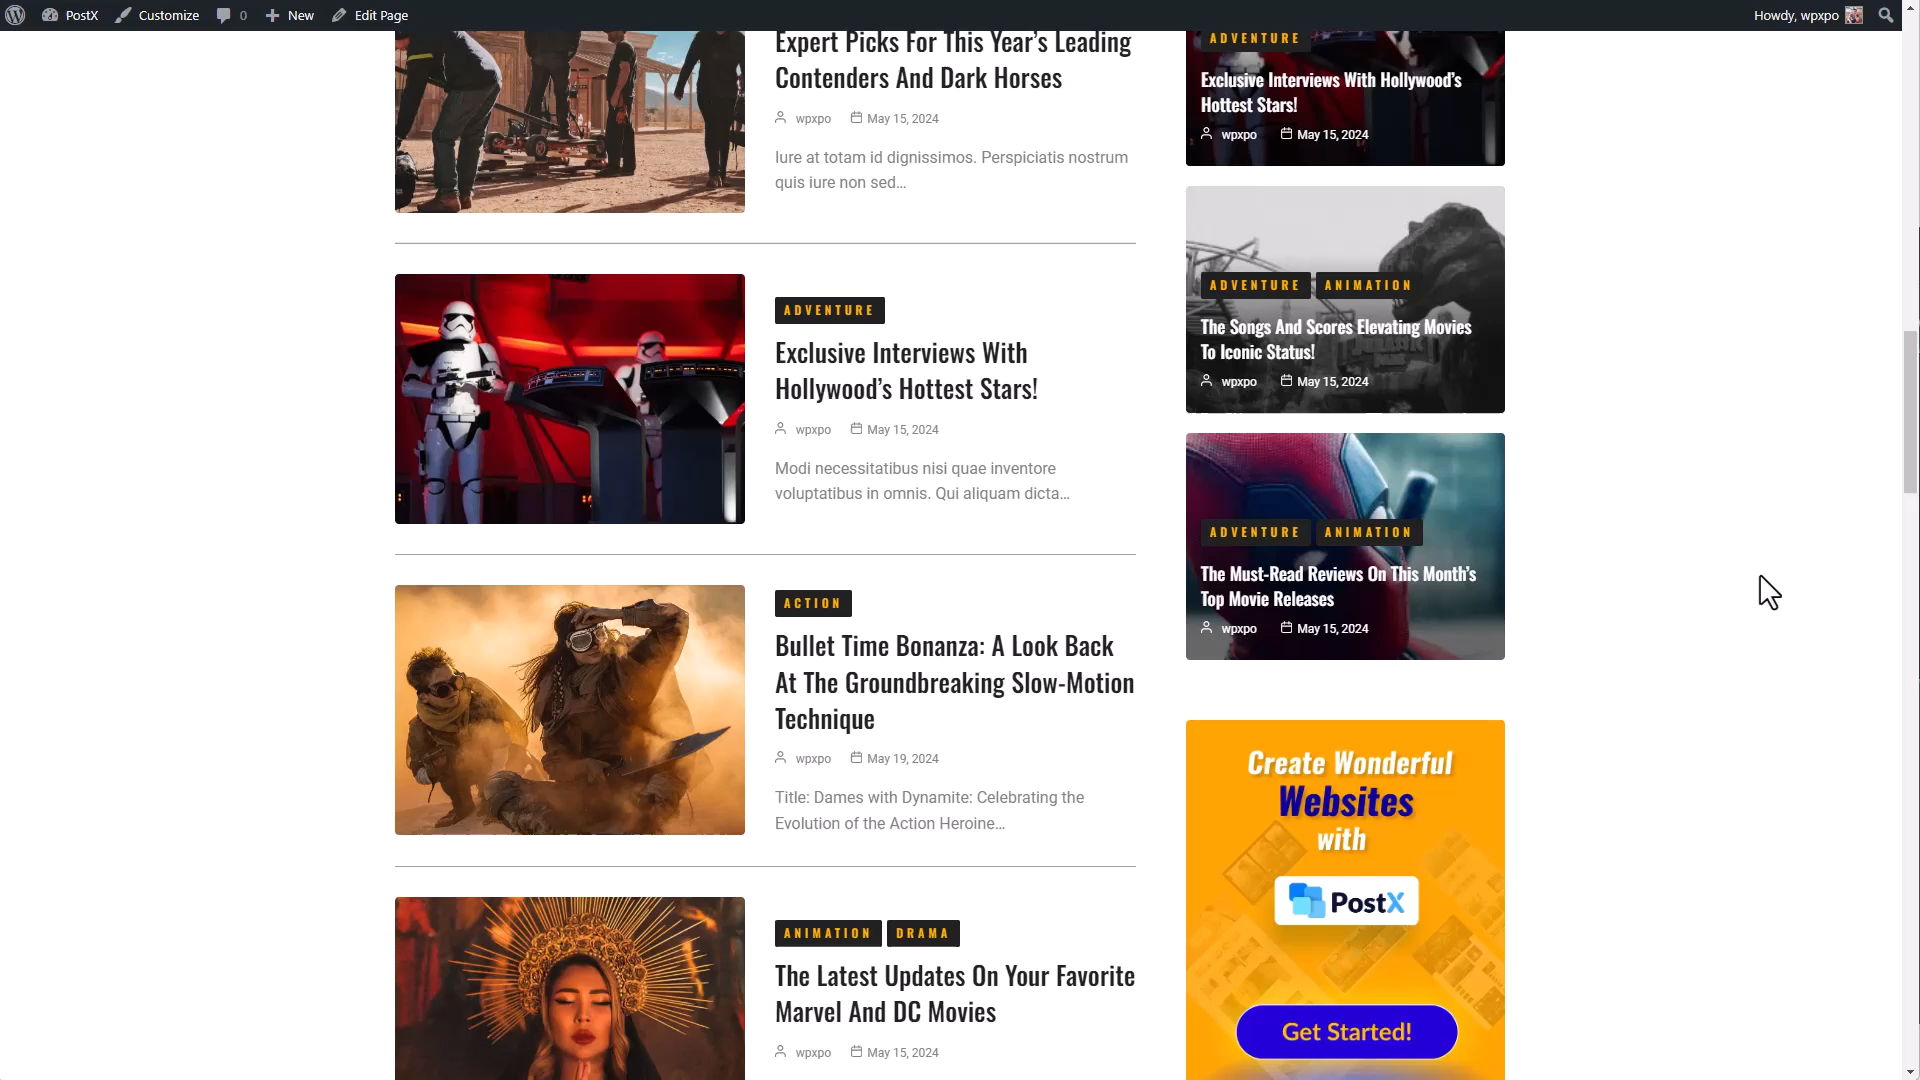 PostX
Customize
0
New
Edit Page
Howdy, wpxpo
Expert Picks For This Year’s Leading
Contenders And Dark Horses
wpxpo
May 15, 2024
Iure at totam id dignissimos. Perspiciatis nostrum
quis iure non sed…
ADVENTURE
Exclusive Interviews With
Hollywood’s Hottest Stars!
wpxpo
May 15, 2024
Modi necessitatibus nisi quae inventore
voluptatibus in omnis. Qui aliquam dicta…
ACTION
Bullet Time Bonanza: A Look Back
At The Groundbreaking Slow-Motion
Technique
wpxpo
May 19, 2024
Title: Dames with Dynamite: Celebrating the
Evolution of the Action Heroine…
ANIMATION
DRAMA
The Latest Updates On Your Favorite
Marvel And DC Movies
wpxpo
May 15, 2024
ADVENTURE
Exclusive Interviews With Hollywood’s
Hottest Stars!
wpxpo
May 15, 2024
ADVENTURE
ANIMATION
The Songs And Scores Elevating Movies
To Iconic Status!
wpxpo
May 15, 2024
ADVENTURE
ANIMATION
The Must-Read Reviews On This Month’s
Top Movie Releases
wpxpo
May 15, 2024
Create Wonderful
Websites
with
PostX
Get Started!